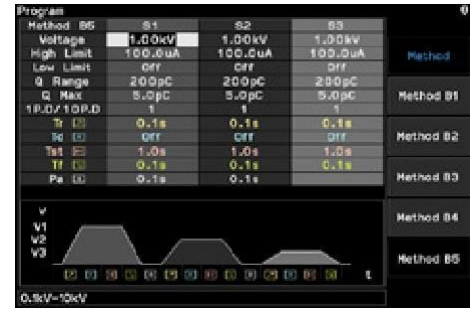 Program
Method B5 S1 S2 S3
Voltage 1.00kV 1.00kV 1.00kV
High Limit 100.0uA 100.0uA 100.0uA
Low Limit Off Off Off
Q Range 200pC 200pC 200pC
Q Max 5.0pC 5.0pC 5.0pC
1P.D/10P.D 1 1 1
Tr 0.1s 0.1s 0.1s
Td Off Off Off
Tst 1.0s 1.0s 1.0s
Tf 0.1s 0.1s 0.1s
Pa 0.1s 0.1s
Method
Method B1
Method B2
Method B3
Method B4
Method B5
V
V1
V2
V3
t
0.1kV-10kV